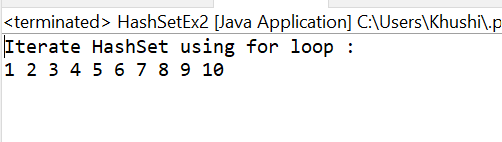 <terminated> HashSetEx2 [Java Application] C:\Users\Khushi\.p
Iterate HashSet using for loop :
1 2 3 4 5 6 7 8 9 10